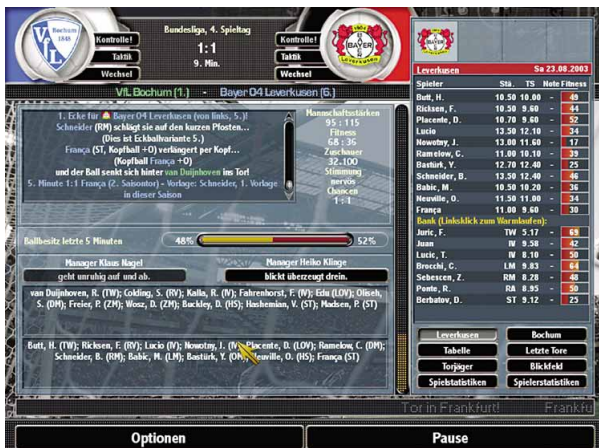 Bochum
1848
VfL
Kontrolle!
Taktik
Wechsel
Bundesliga, 4. Spieltag
1:1
9. Min.
Kontrolle!
Taktik
Wechsel
1904
BAYER
Leverkusen
VfL Bochum (1.) - Bayer 04 Leverkusen (6.)
1. Ecke für Bayer 04 Leverkusen (von links, 5.)!
Schneider (RM) schlägt sie auf den kurzen Pfosten...
(Dies ist Eckballvariante 5.)
França (ST, Kopfball +O) verlängert per Kopf...
(Kopfball França +O)
und der Ball senkt sich hinter van Duijnhoven ins Tor!
5. Minute 1:1 França (2. Saisontor) - Vorlage: Schneider, 1. Vorlage
in dieser Saison
Mannschaftsstärken
95 : 115
Fitness
68 : 36
Zuschauer
32.100
Stimmung
nervös
Chancen
1 : 1
Ballbesitz letzte 5 Minuten
48%
52%
Manager Klaus Nagel
geht unruhig auf und ab.
Manager Heiko Klinge
blickt überzeugt drein.
van Duijnhoven, R. (TW); Colding, S. (RV); Kalla, R. (IV); Fahrenhorst, F. (IV); Edu (LOV); Oliseh,
S. (DM); Freier, P. (ZM); Wosz, D. (ZM); Buckley, D. (HS); Hashemian, V. (ST); Madsen, P. (ST)
Butt, H. (TW); Ricksen, F. (RV); Lucio (IV); Nowotny, J. (IV); Placente, D. (LOV); Ramelow, C. (DM);
Schneider, B. (RM); Babic, M. (LM); Bastürk, Y. (OM); Neuville, O. (HS); França (ST)
Leverkusen Sa 23.08.2003
Spieler Stä. TS Note Fitness
Butt, H. 10.50 10.00 - 49
Ricksen, F. 10.50 9.60 - 44
Placente, D. 10.70 9.60 - 52
Lucio 13.50 12.10 - 34
Nowotny, J. 13.00 11.60 - 17
Ramelow, C. 11.00 10.10 - 39
Bastürk, Y. 12.70 12.40 - 25
Schneider, B. 13.50 12.40 - 46
Babic, M. 10.50 10.20 - 36
Neuville, O. 11.50 11.00 - 34
França 11.00 9.60 - 30
Bank (Linksklick zum Warmlaufen):
Juric, F. TW 5.17 - 69
Juan IV 9.58 - 42
Lucic, T. IV 8.10 - 50
Brocchi, C. LM 9.83 - 64
Sebescen, Z. RM 8.28 - 48
Ponte, R. RA 8.95 - 50
Berbatov, D. ST 9.12 - 25
Leverkusen
Bochum
Tabelle
Letzte Tore
Torjäger
Blickfeld
Spielstatistiken
Spielerstatistiken
Tor in Frankfurt! Frankfu
Optionen
Pause